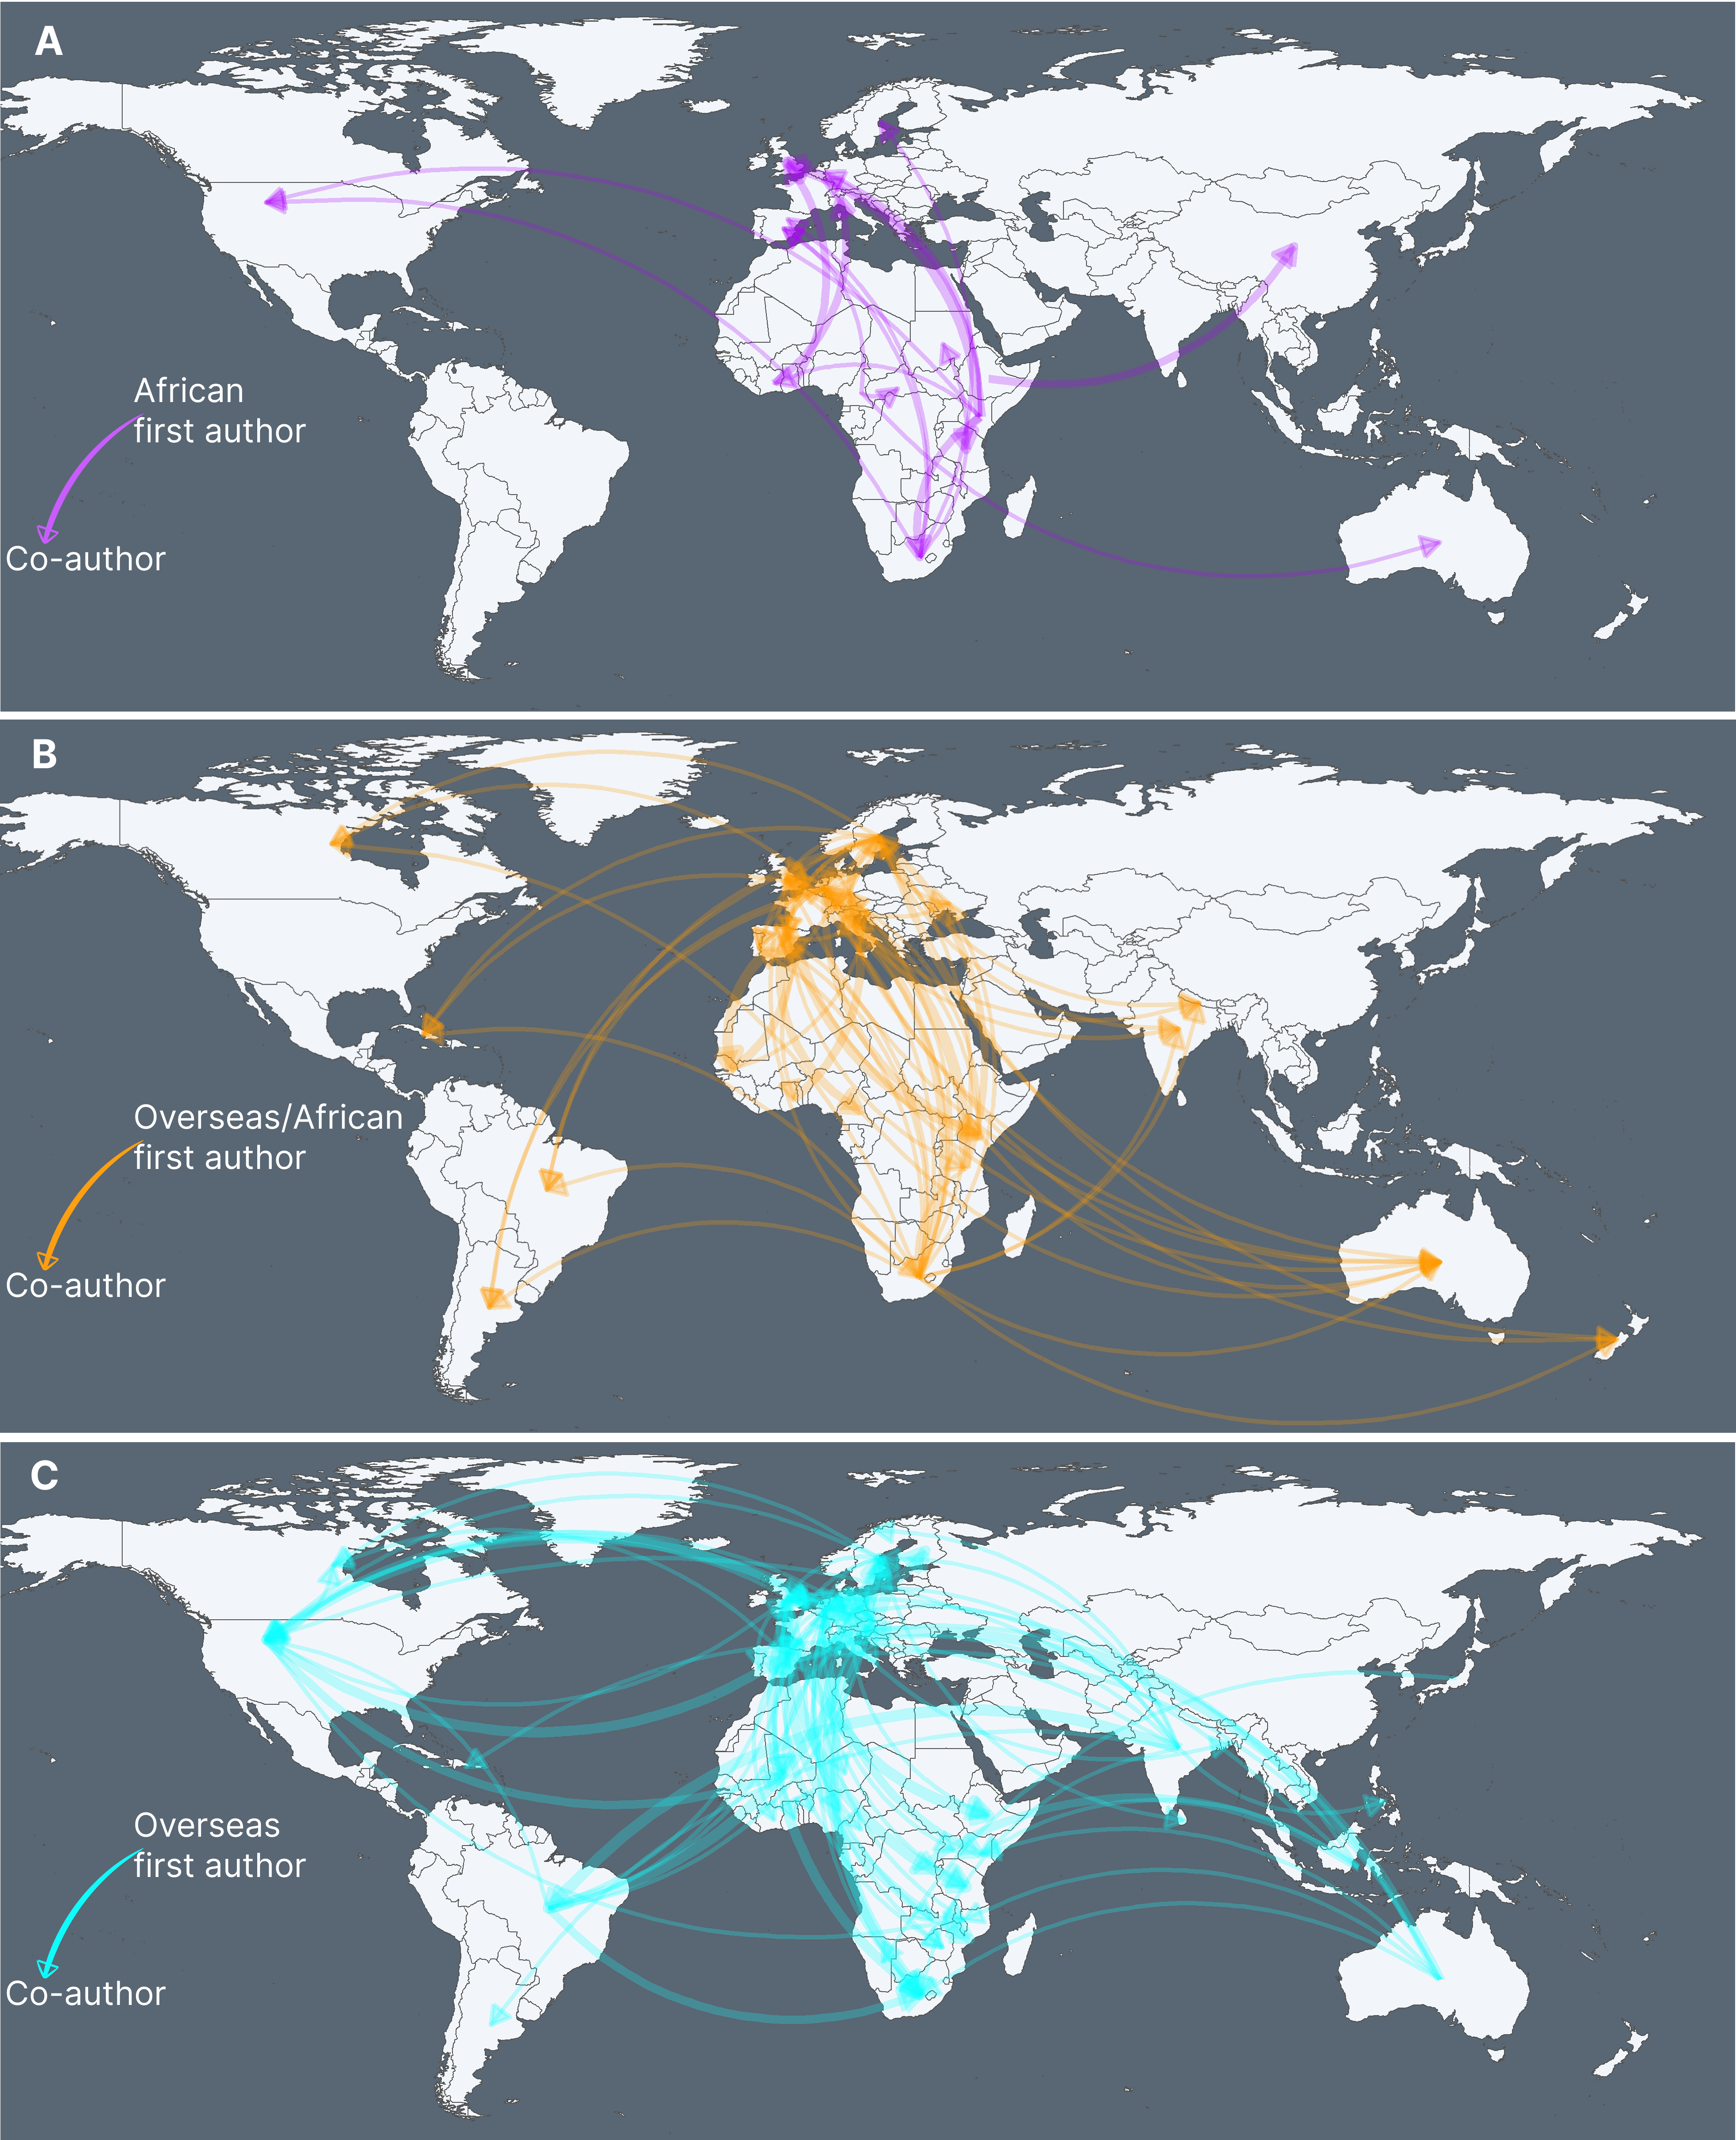 A
African
first author
Co-author
B
Overseas/African
first author
Co-author
C
Overseas
first author
Co-author